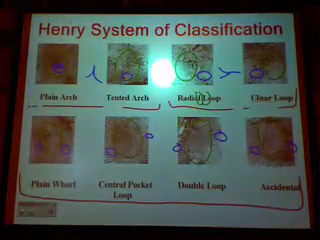 Henry System of Classification
Plain Arch Tented Arch Radial Loop Ulnar Loop
Plain Whorl Central Pocket Loop Double Loop Accidental